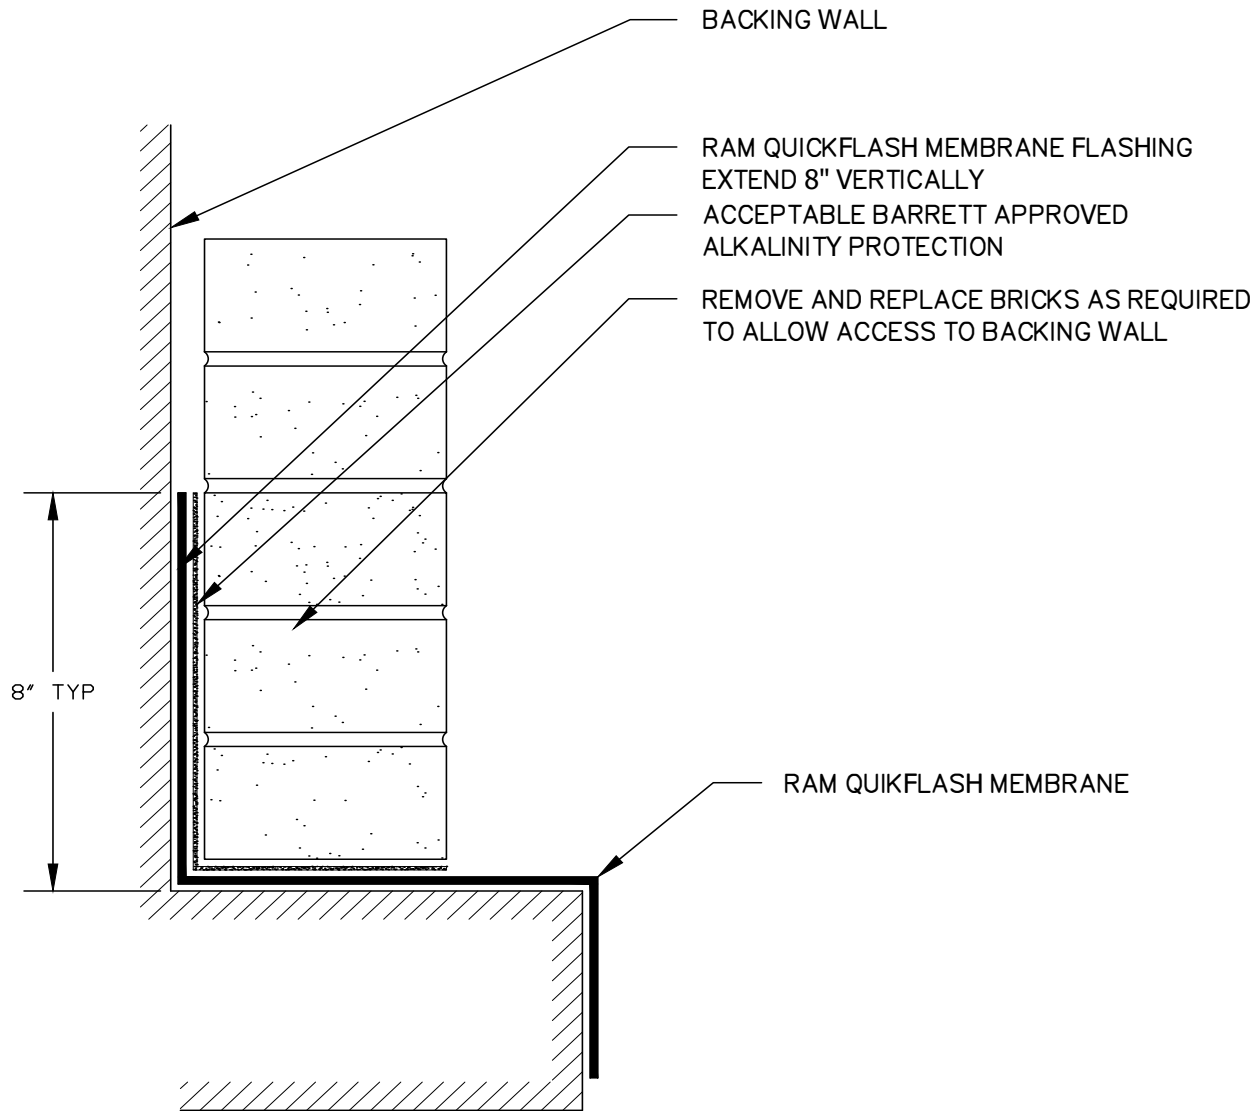 BACKING WALL
RAM QUICKFLASH MEMBRANE FLASHING
EXTEND 8" VERTICALLY
ACCEPTABLE BARRETT APPROVED
ALKALINITY PROTECTION
REMOVE AND REPLACE BRICKS AS REQUIRED
TO ALLOW ACCESS TO BACKING WALL
8" TYP
RAM QUIKFLASH MEMBRANE